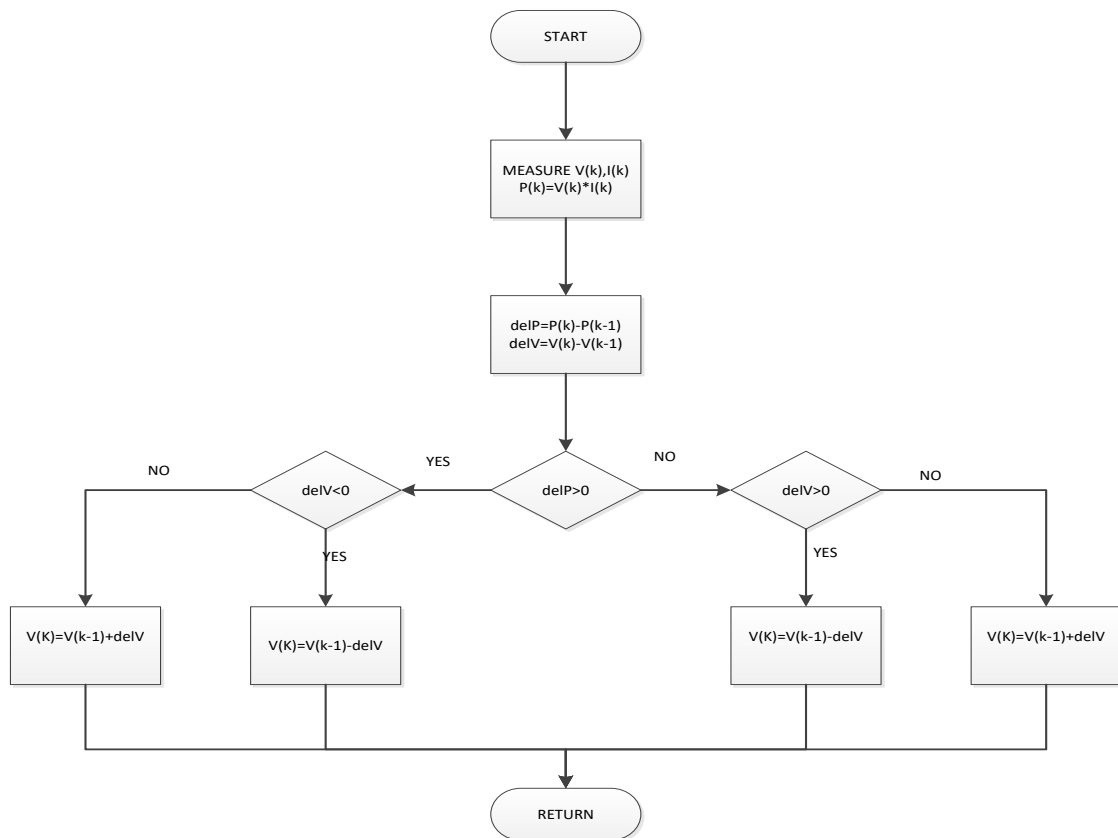 START
MEASURE V(k),I(k)
P(k)=V(k)*I(k)
delP=P(k)-P(k-1)
delV=V(k)-V(k-1)
NO
delV<0
YES
delP>0
NO
delV>0
NO
YES
YES
V(K)=V(k-1)+delV
V(K)=V(k-1)-delV
V(K)=V(k-1)-delV
V(K)=V(k-1)+delV
RETURN